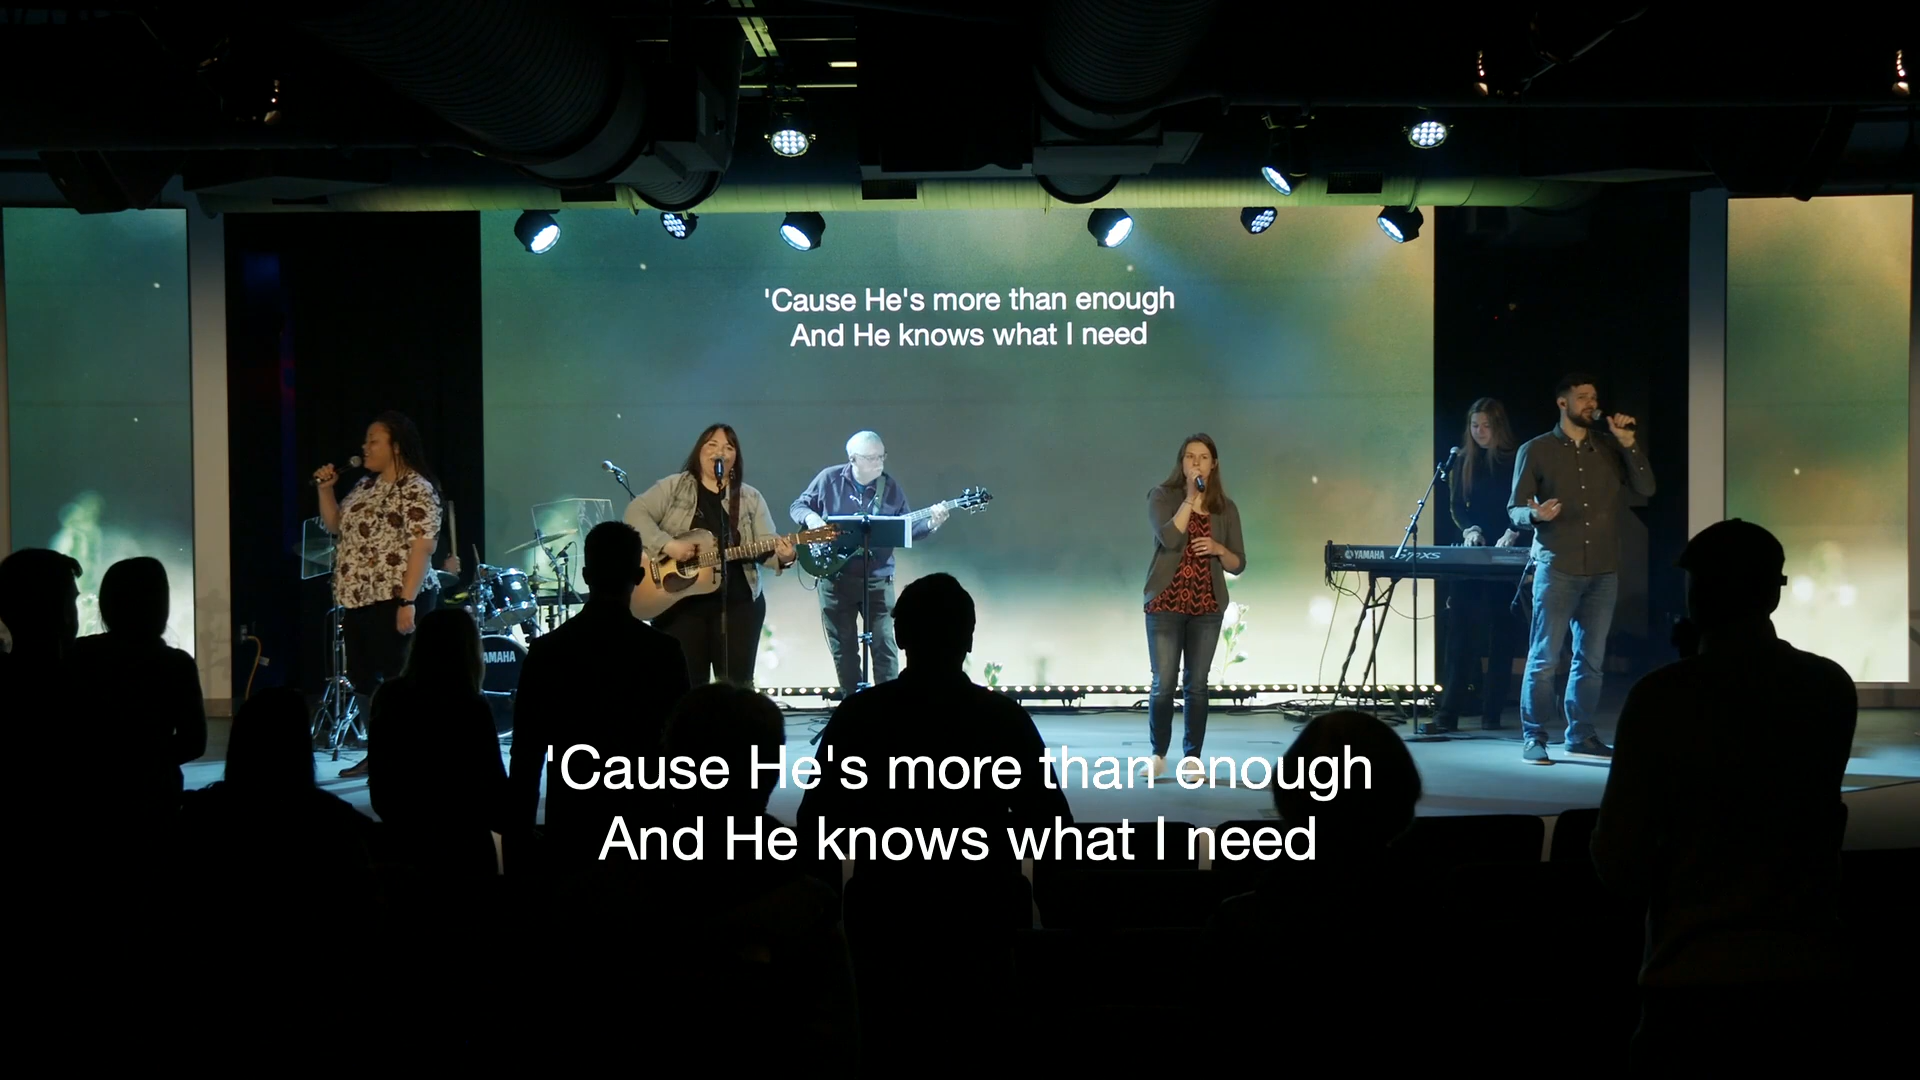 'Cause He's more than enough
And He knows what I need
YAMAHA
YAMAHA
'Cause He's more than enough
And He knows what I need